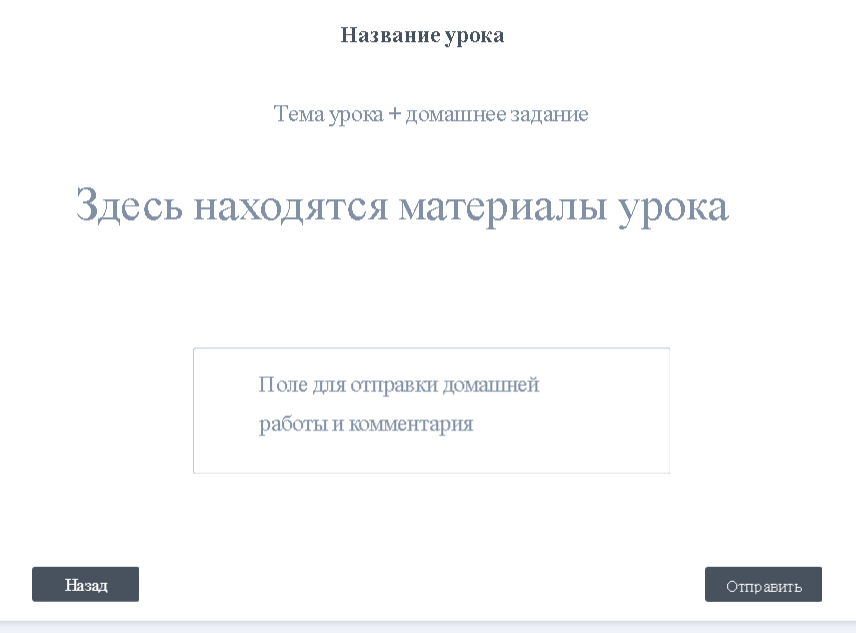 Название урока
Тема урока + домашнее задание
Здесь находятся материалы урока
Поле для отправки домашней
работы и комментария
Назад
Отправить